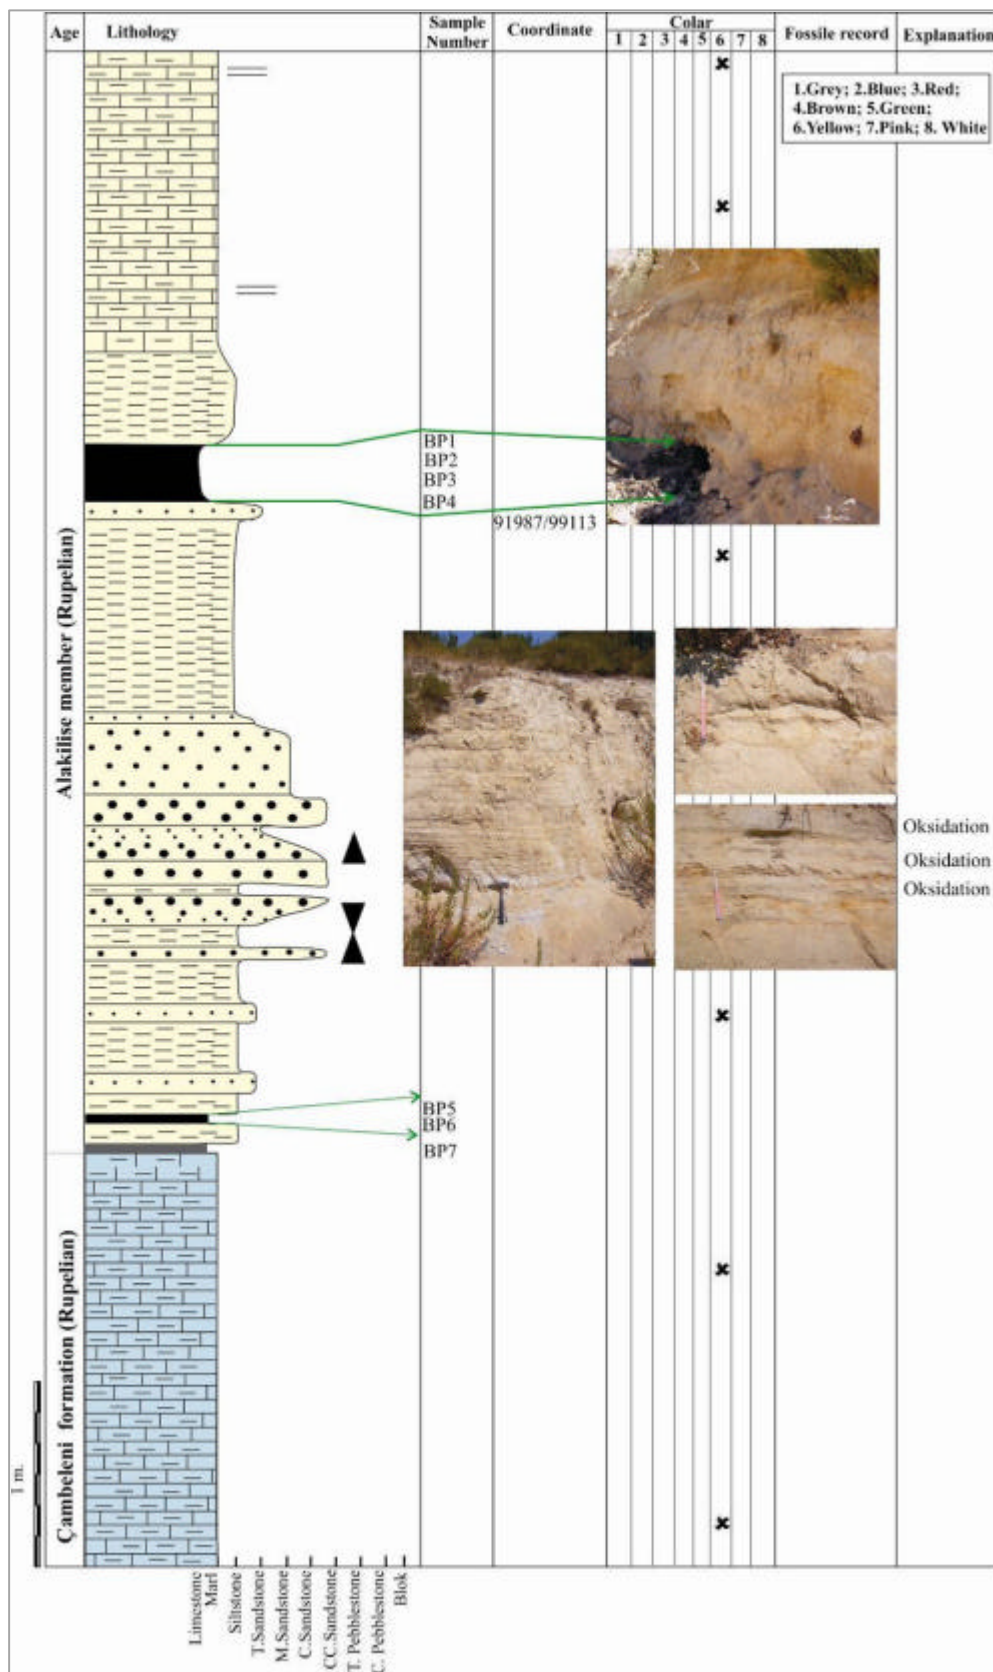 Age
Lithology
Sample
Number
Coordinate
Colar
1 2 3 4 5 6 7 8
Fossile record
Explanation
1.Grey; 2.Blue; 3.Red;
4.Brown; 5.Green;
6.Yellow; 7.Pink; 8. White
Alakilise member (Rupelian)
BP1
BP2
BP3
BP4
91987/99113
Oksidation
Oksidation
Oksidation
BP5
BP6
BP7
Çambeleni formation (Rupelian)
1 m.
Limestone
Marl
Siltstone
T.Sandstone
M.Sandstone
C.Sandstone
CC.Sandstone
T. Pebblestone
C. Pebblestone
Blok